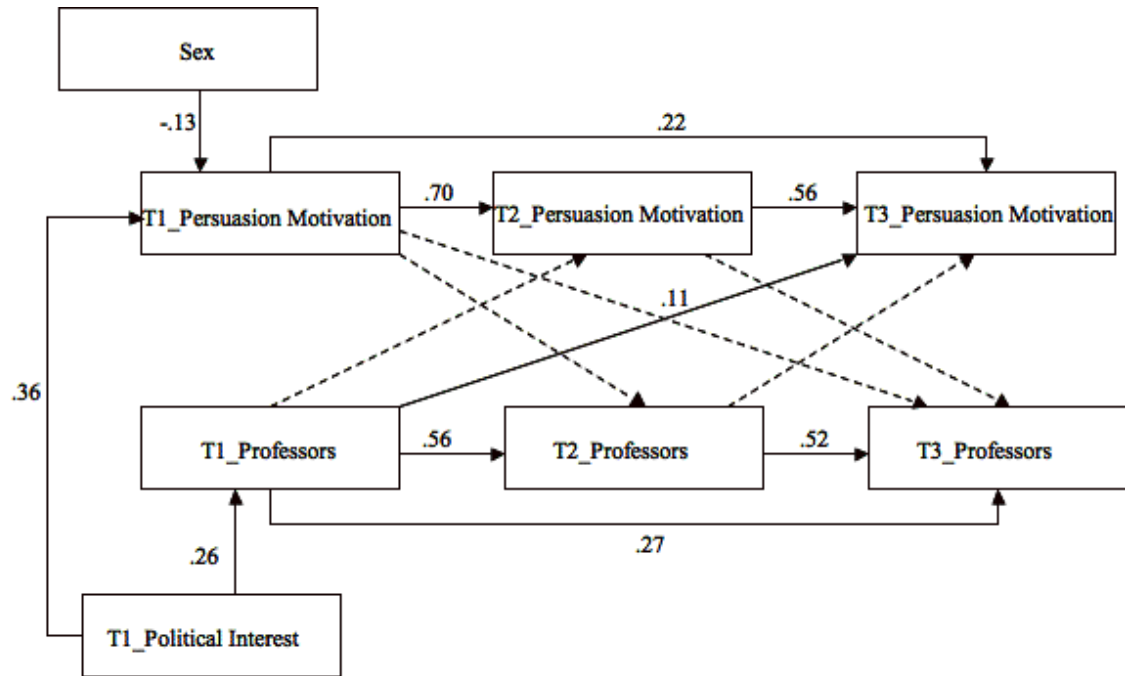 Sex
-.13
.22
T1_Persuasion Motivation
.70
T2_Persuasion Motivation
.56
T3_Persuasion Motivation
.11
.36
T1_Professors
.56
T2_Professors
.52
T3_Professors
.26
.27
T1_Political Interest